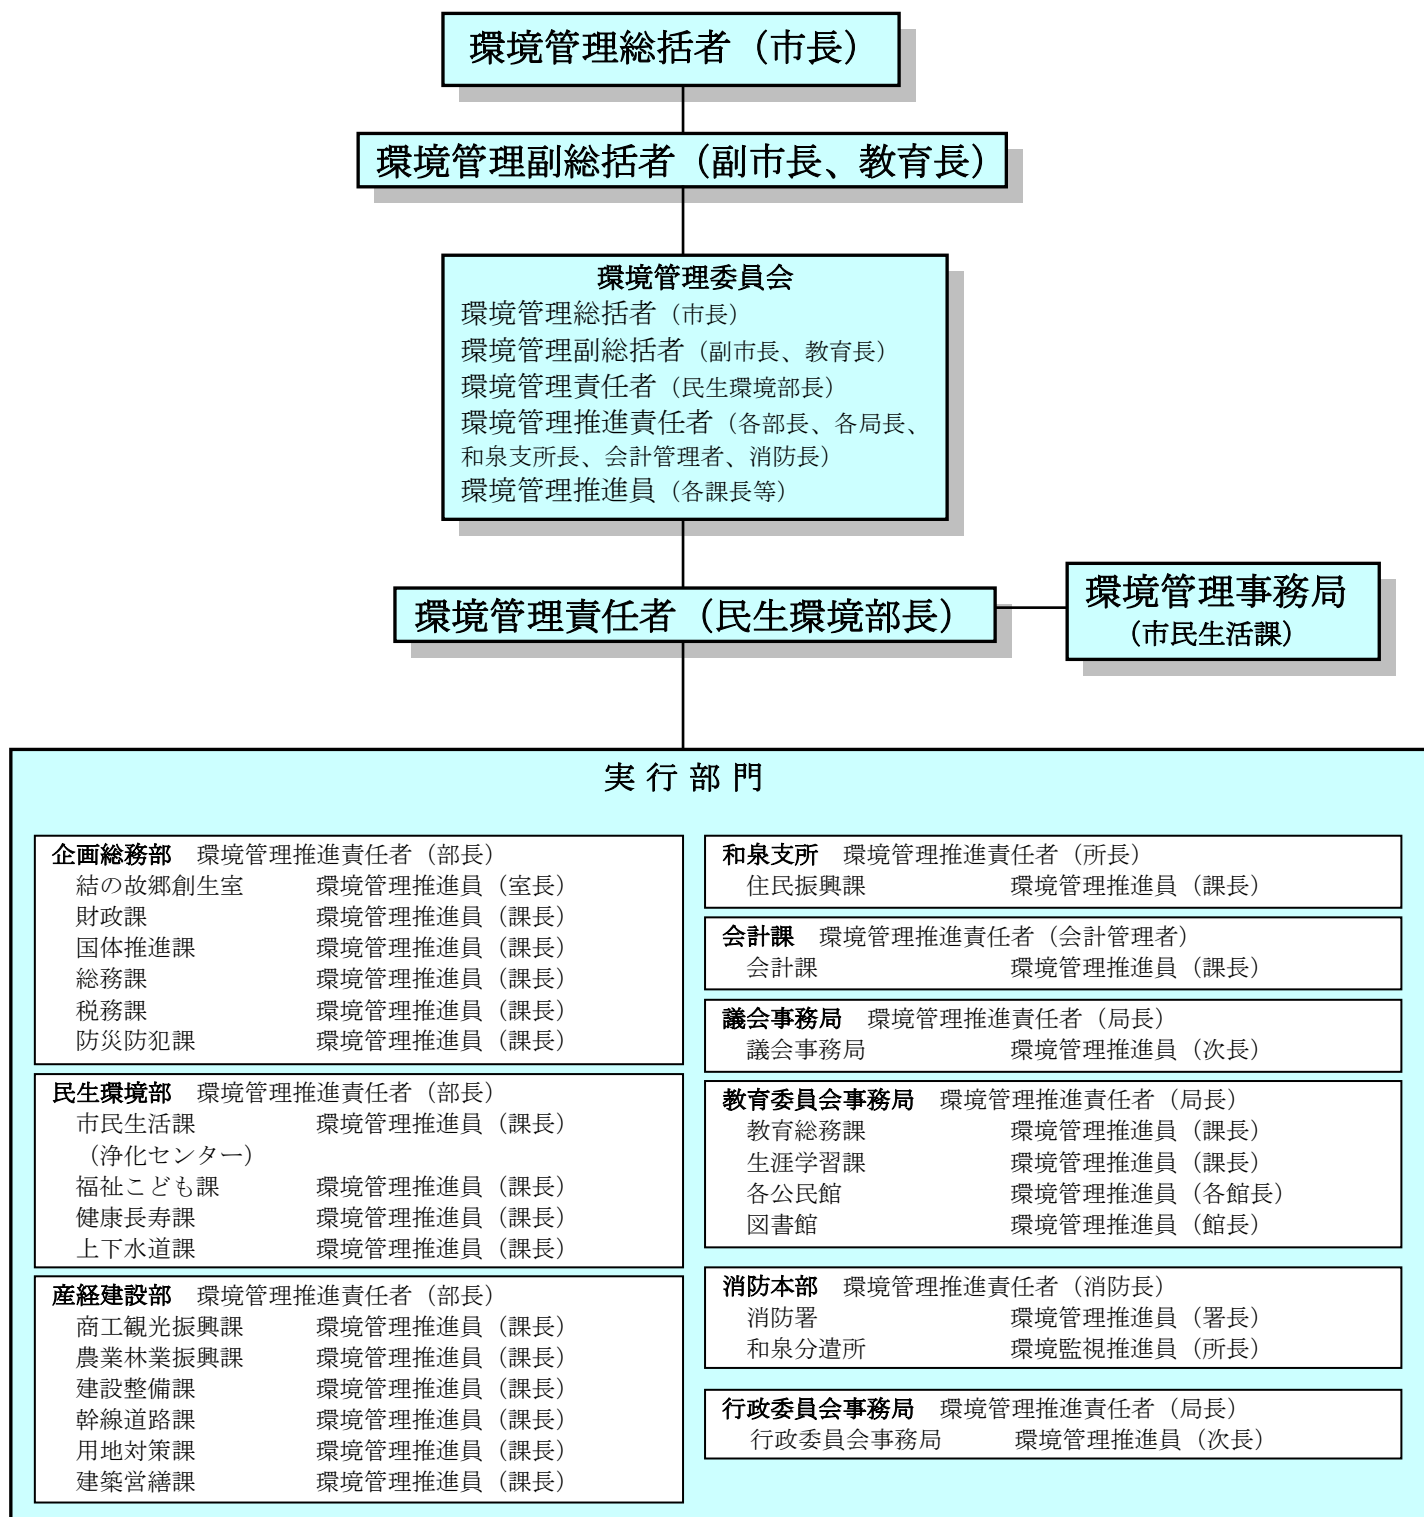 環境管理総括者（市長）
環境管理副総括者（副市長、教育長）
環境管理委員会
環境管理総括者（市長）
環境管理副総括者（副市長、教育長）
環境管理責任者（民生環境部長）
環境管理推進責任者（各部長、各局長、
和泉支所長、会計管理者、消防長）
環境管理推進員（各課長等）
環境管理責任者（民生環境部長）
環境管理事務局
（市民生活課）
実行部門
企画総務部　環境管理推進責任者（部長）
結の故郷創生室　環境管理推進員（室長）
財政課　環境管理推進員（課長）
国体推進課　環境管理推進員（課長）
総務課　環境管理推進員（課長）
税務課　環境管理推進員（課長）
防災防犯課　環境管理推進員（課長）
民生環境部　環境管理推進責任者（部長）
市民生活課　環境管理推進員（課長）
（浄化センター）
福祉こども課　環境管理推進員（課長）
健康長寿課　環境管理推進員（課長）
上下水道課　環境管理推進員（課長）
産経建設部　環境管理推進責任者（部長）
商工観光振興課　環境管理推進員（課長）
農業林業振興課　環境管理推進員（課長）
建設整備課　環境管理推進員（課長）
幹線道路課　環境管理推進員（課長）
用地対策課　環境管理推進員（課長）
建築営繕課　環境管理推進員（課長）
和泉支所　環境管理推進責任者（所長）
住民振興課　環境管理推進員（課長）
会計課　環境管理推進責任者（会計管理者）
会計課　環境管理推進員（課長）
議会事務局　環境管理推進責任者（局長）
議会事務局　環境管理推進員（次長）
教育委員会事務局　環境管理推進責任者（局長）
教育総務課　環境管理推進員（課長）
生涯学習課　環境管理推進員（課長）
各公民館　環境管理推進員（各館長）
図書館　環境管理推進員（館長）
消防本部　環境管理推進責任者（消防長）
消防署　環境管理推進員（署長）
和泉分遣所　環境監視推進員（所長）
行政委員会事務局　環境管理推進責任者（局長）
行政委員会事務局　環境管理推進員（次長）